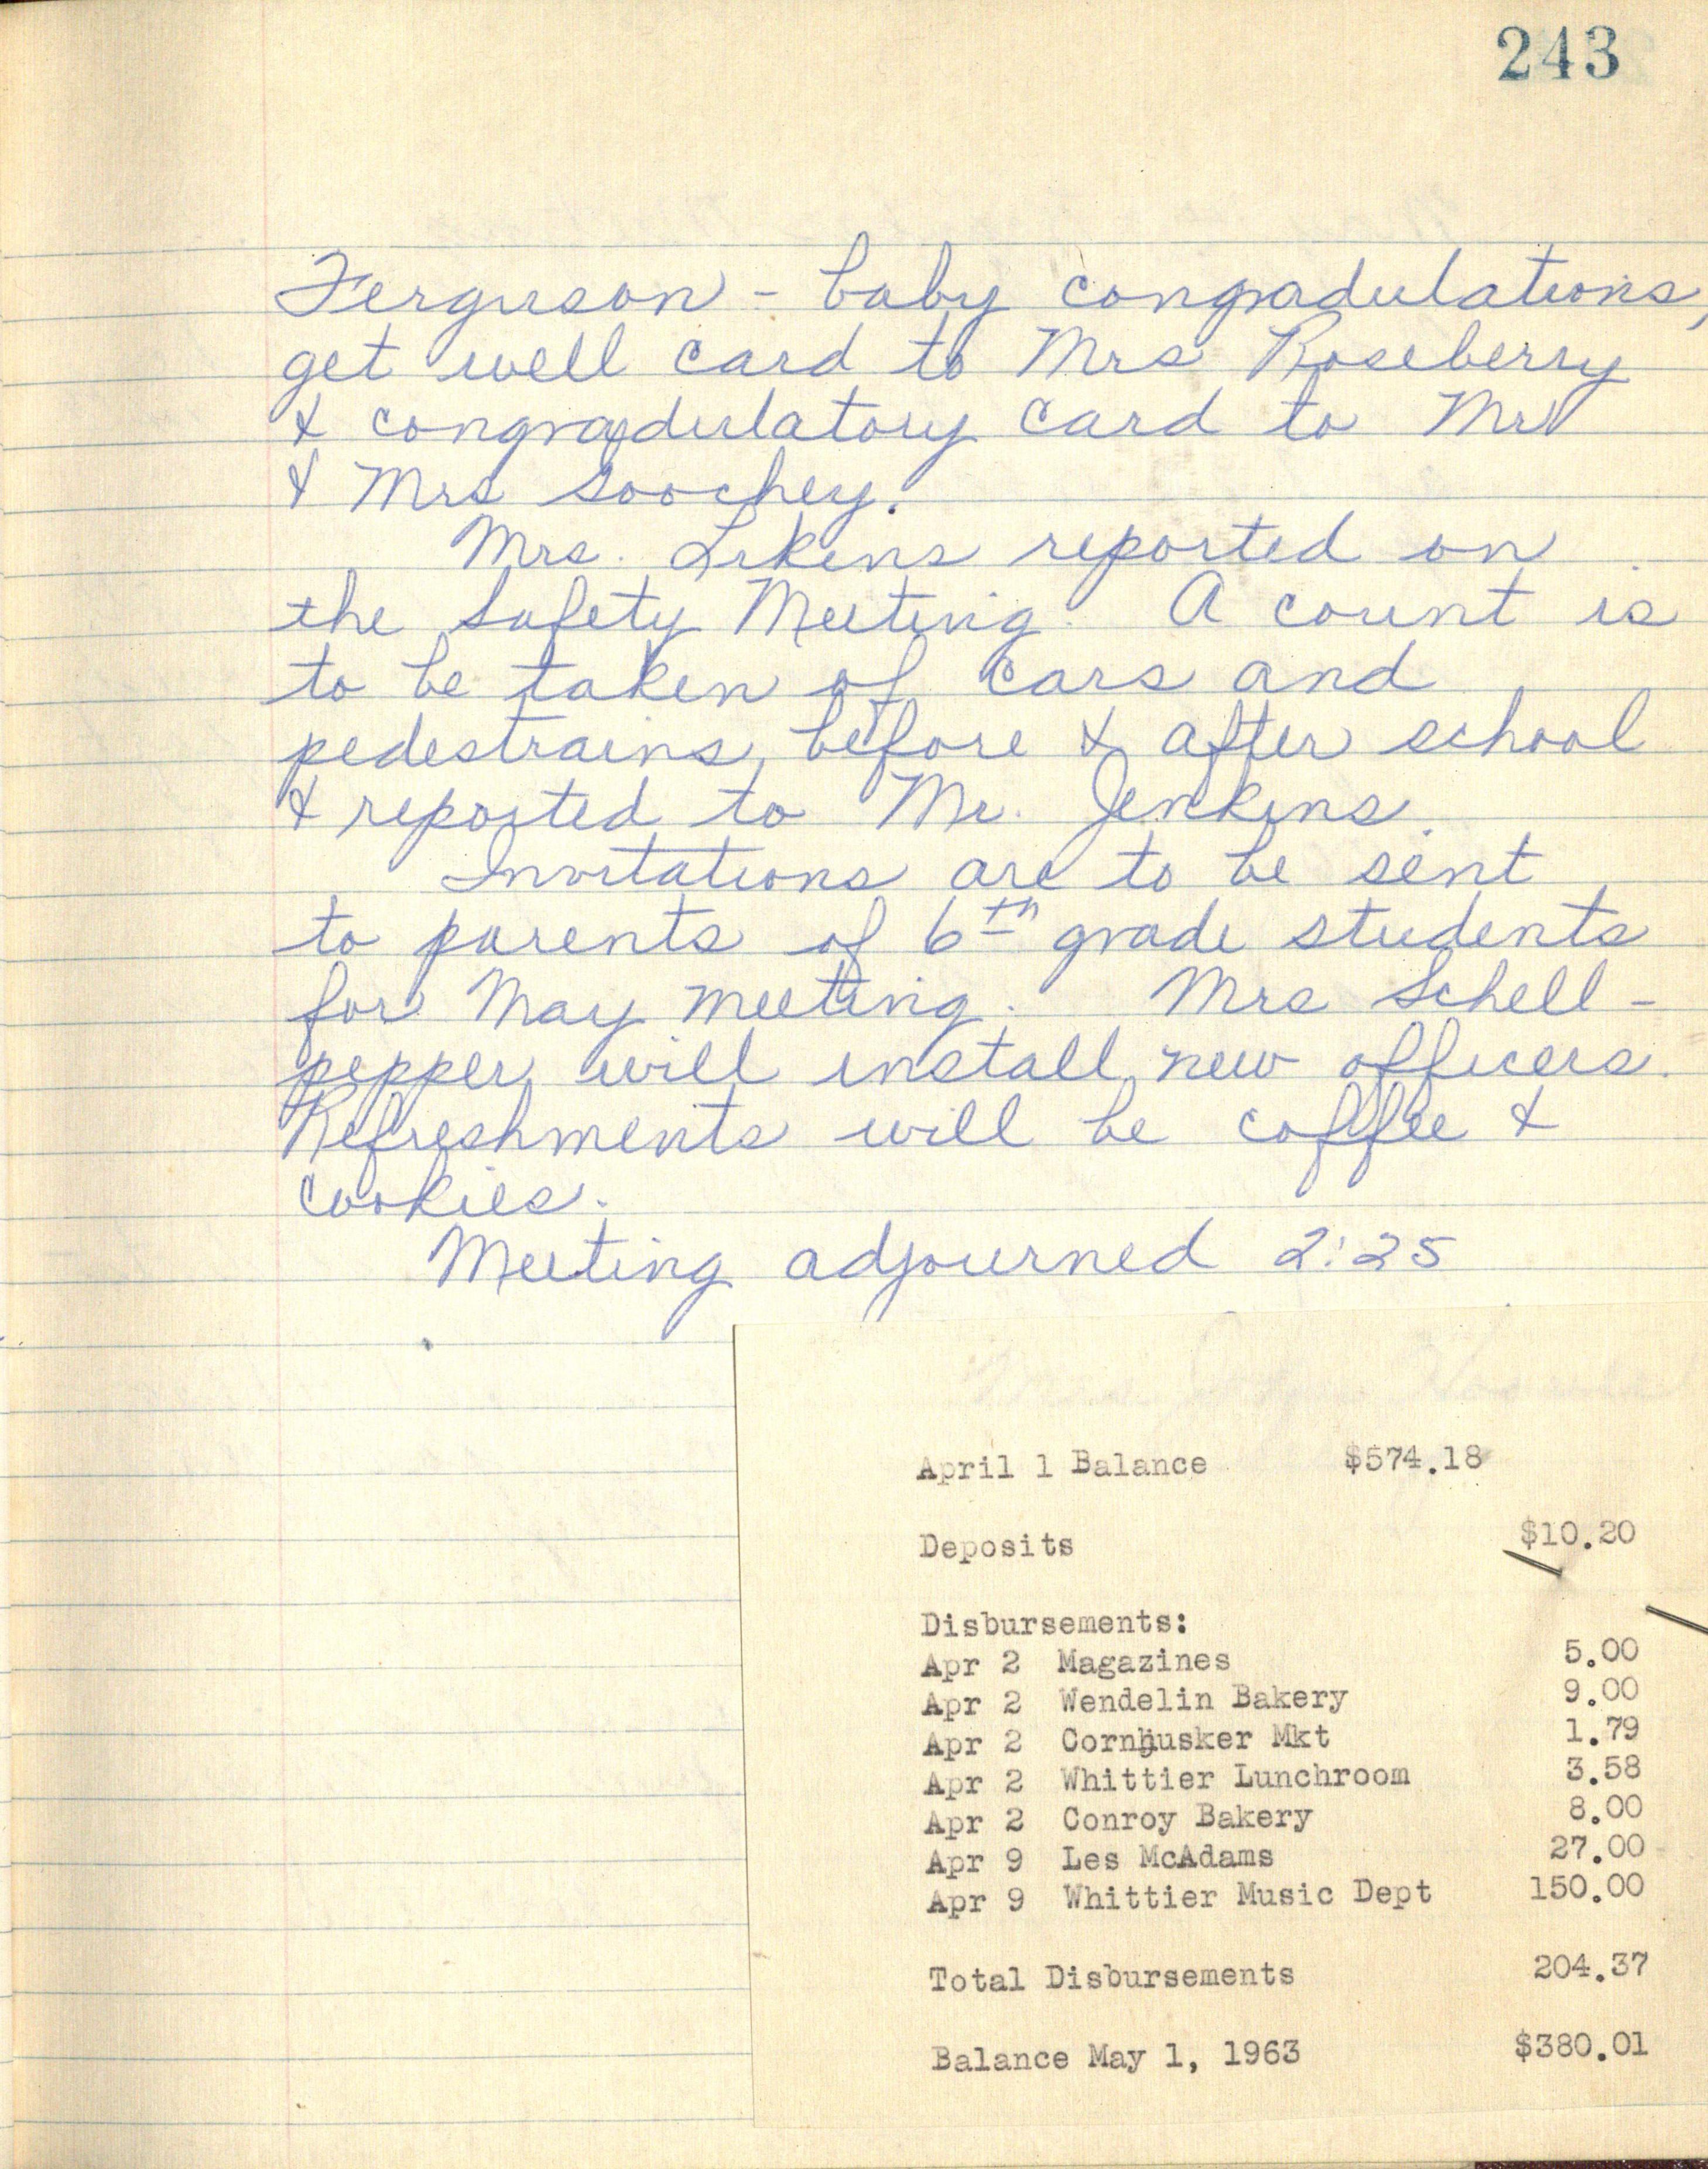 243
Ferguson - baby congradulations,
get well card to Mrs Roseberry
& congradulatory card to Mr
& Mrs Soochey.
Mrs. Likens reported on
the Safety Meeting. A count is
to be taken of cars and
pedestrains, before & after school
& reported to Mr. Jenkins.
Invitations are to be sent
to parents of 6th grade students
for May meeting. Mrs Schell-
pepper will install new officers.
Refreshments will be coffee &
cookies.
Meeting adjourned 2:25
April 1 Balance $574.18
Deposits $10.20
Disbursements:
Apr 2 Magazines 5.00
Apr 2 Wendelin Bakery 9.00
Apr 2 Cornhusker Mkt 1.79
Apr 2 Whittier Lunchroom 3.58
Apr 2 Conroy Bakery 8.00
Apr 9 Les McAdams 27.00
Apr 9 Whittier Music Dept 150.00
Total Disbursements 204.37
Balance May 1, 1963 $380.01